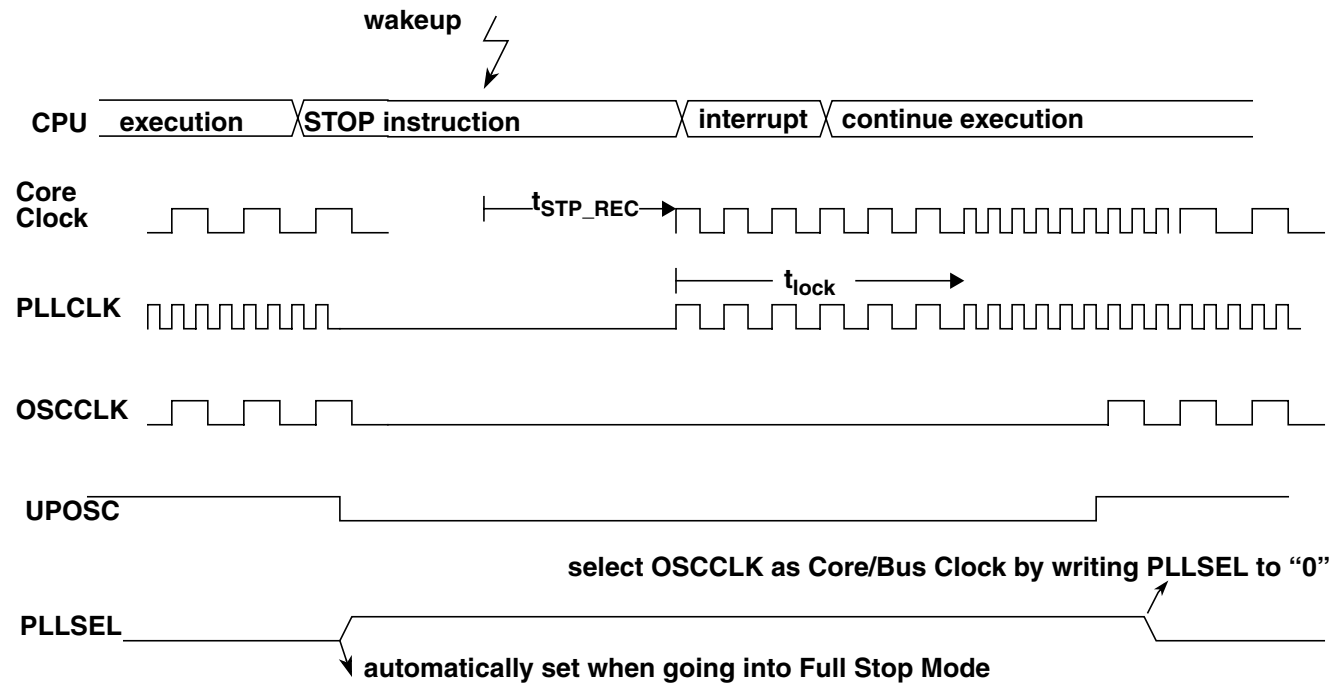 wakeup
CPU execution STOP instruction interrupt continue execution
Core
Clock
tSTP_REC
tlock
PLLCLK
OSCCLK
UPOSC
select OSCCLK as Core/Bus Clock by writing PLLSEL to “0”
PLLSEL
automatically set when going into Full Stop Mode